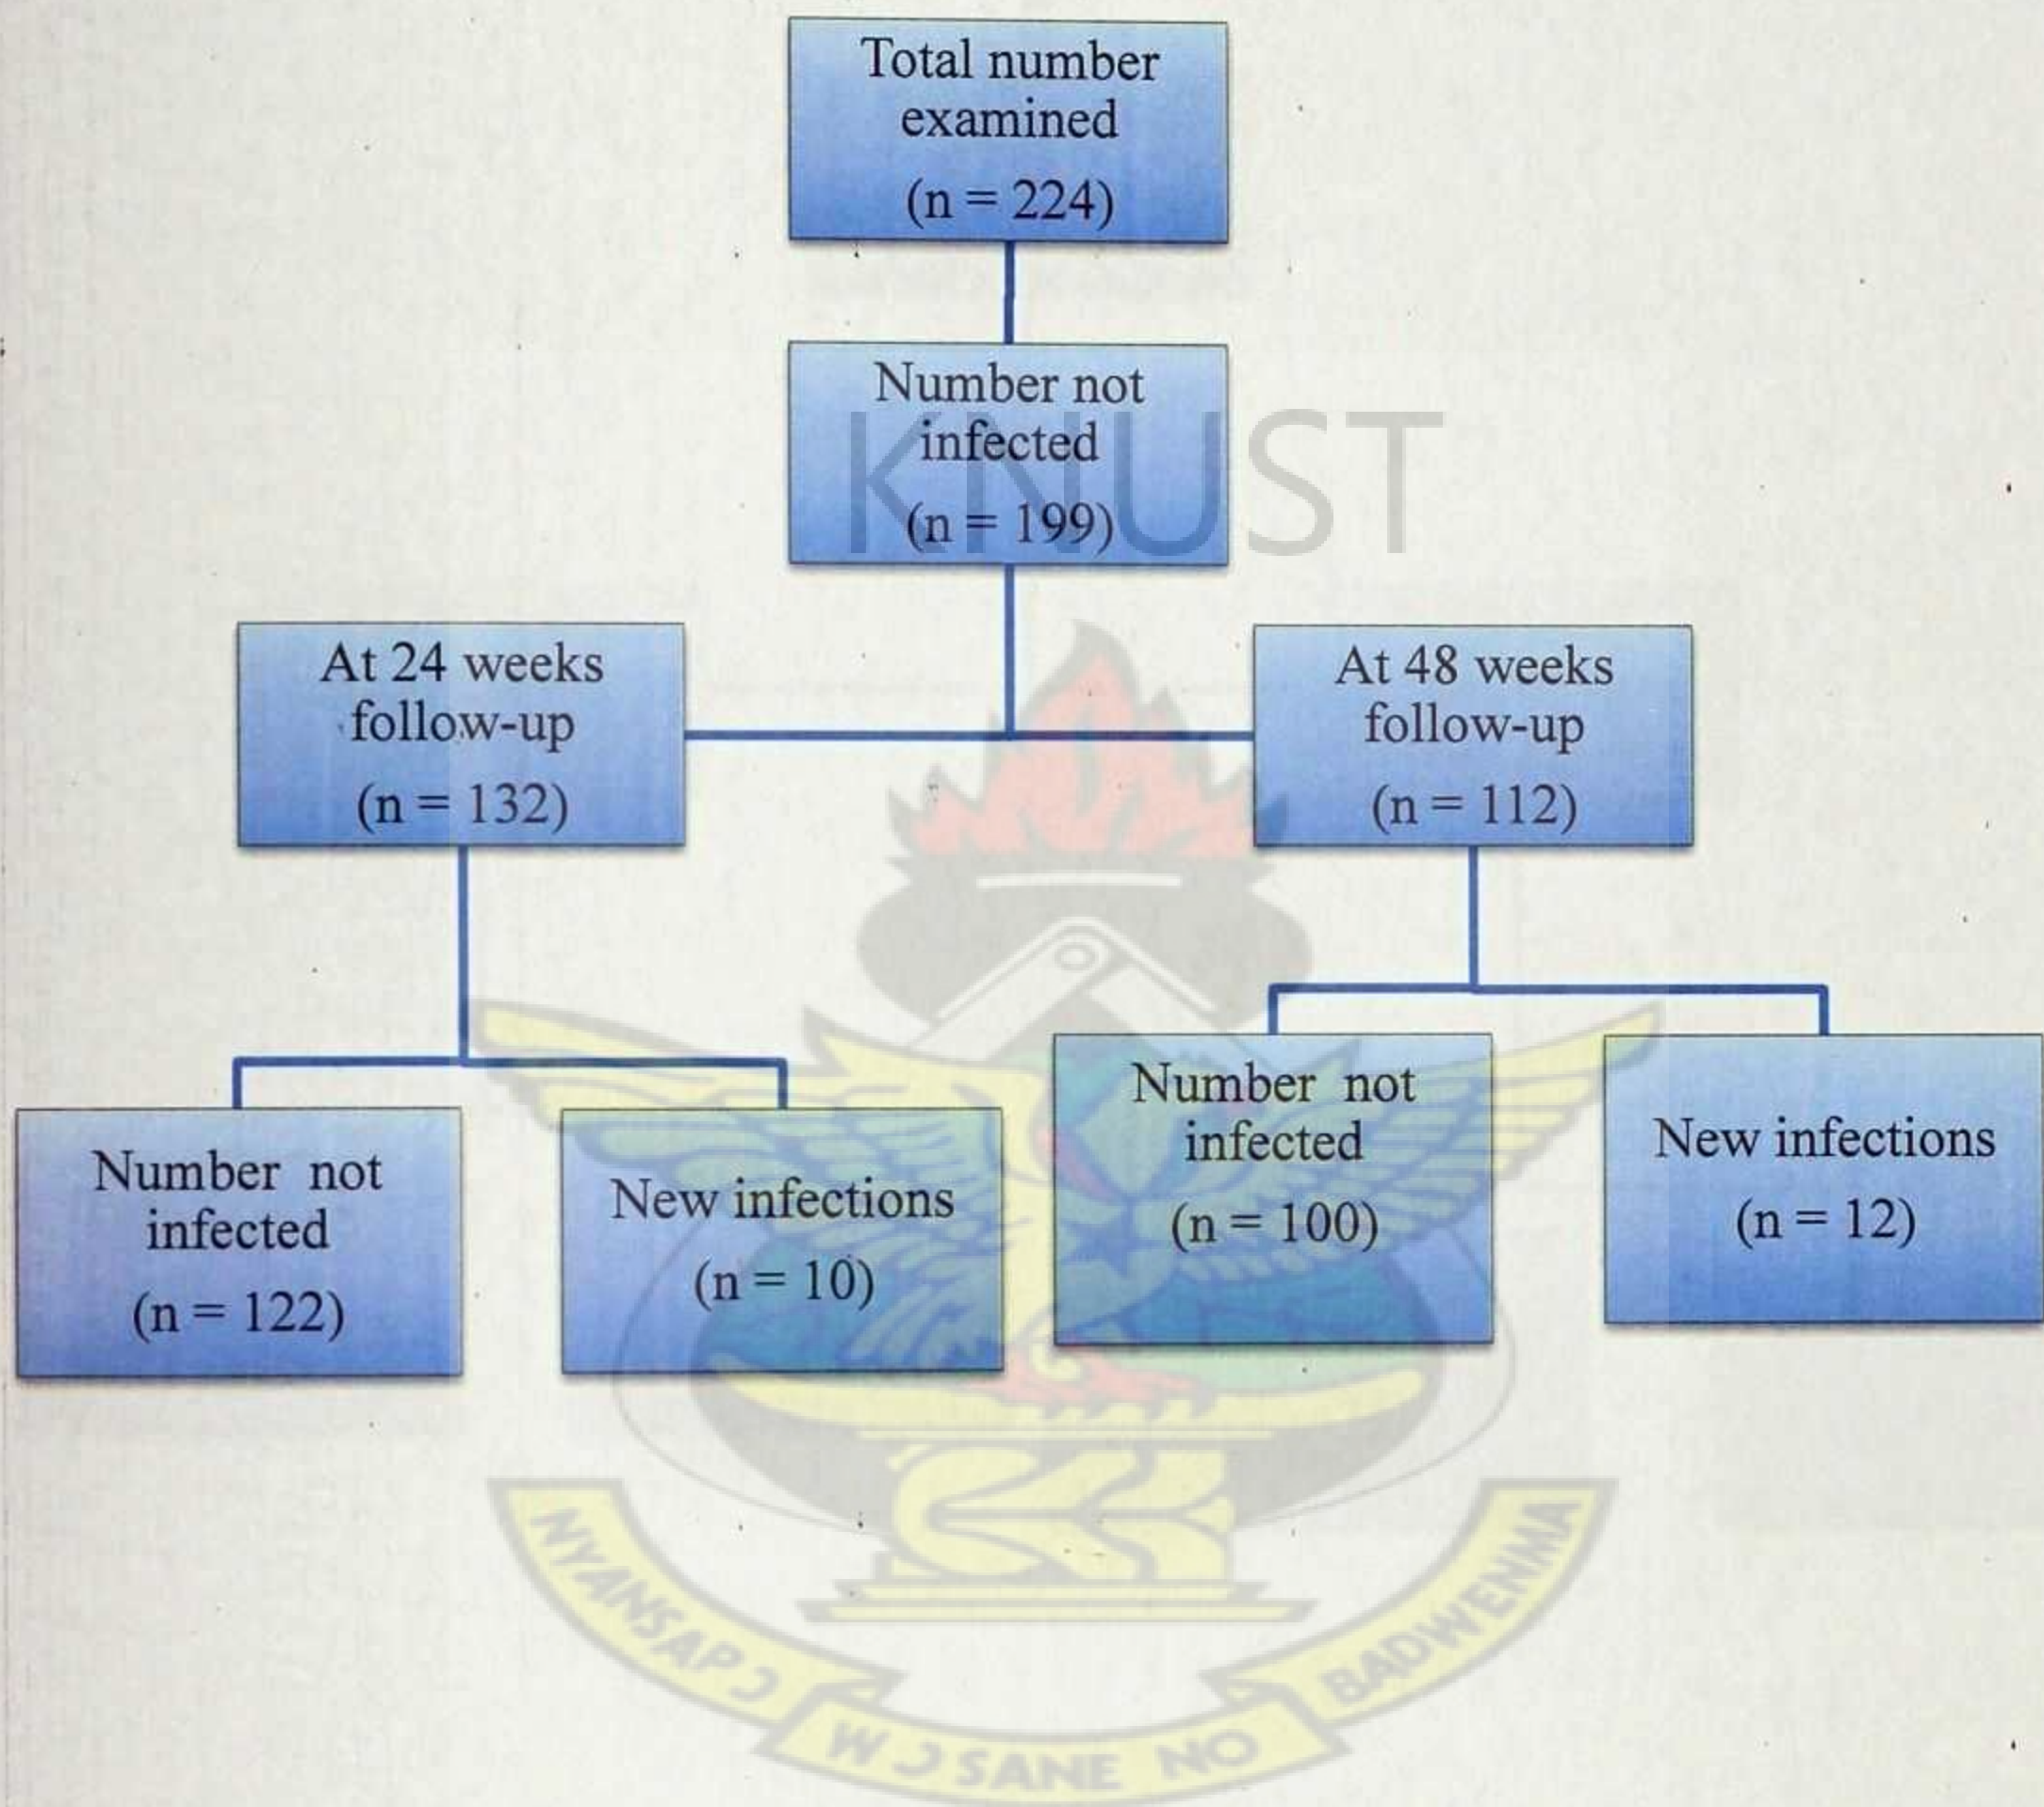 Total number
examined
(n = 224)
Number not
infected
(n = 199)
KNUST
At 24 weeks
follow-up
(n = 132)
At 48 weeks
follow-up
(n = 112)
Number not
infected
(n = 122)
New infections
(n = 10)
Number not
infected
(n = 100)
New infections
(n = 12)
NYANSAPƆ
WƆSANE NO
BADWENMA